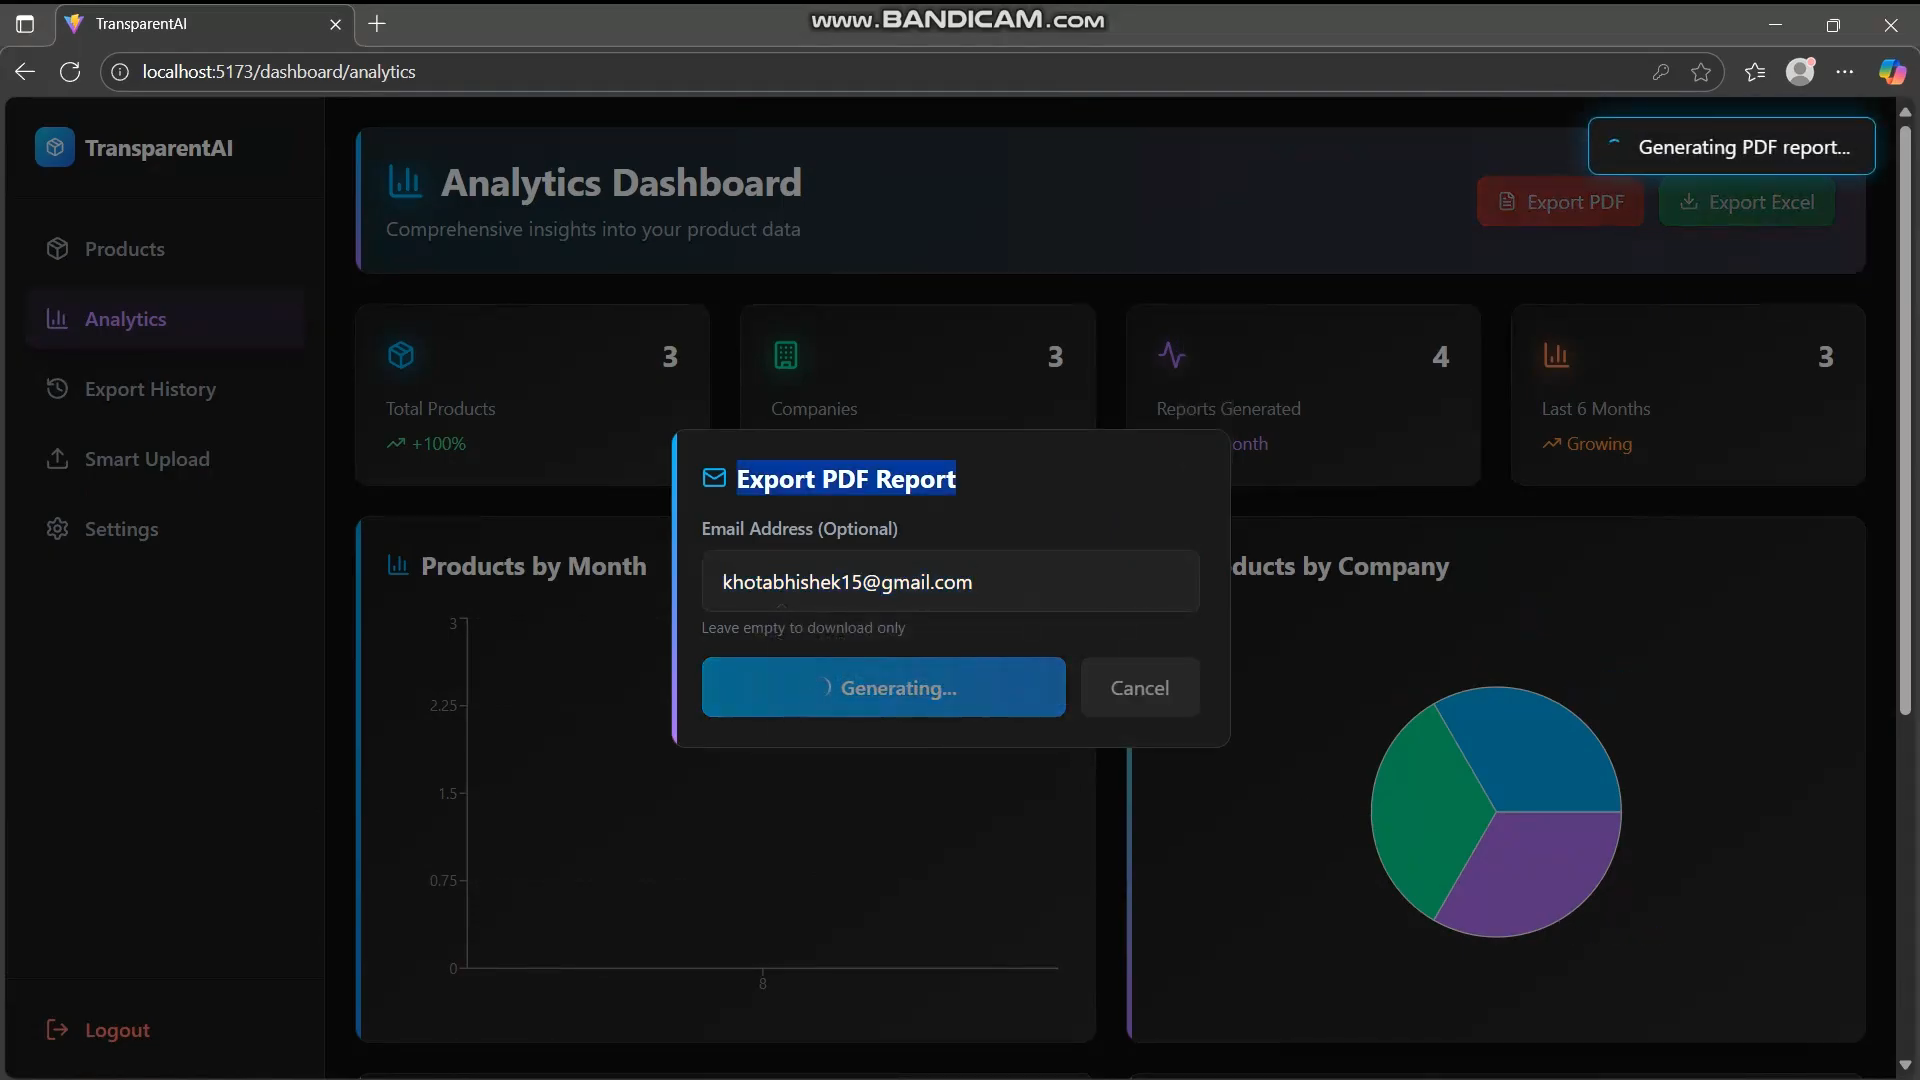 TransparentAI
www.BANDICAM.com
localhost:5173/dashboard/analytics
TransparentAI
Products
Analytics
Export History
Smart Upload
Settings
Logout
Analytics Dashboard
Comprehensive insights into your product data
Generating PDF report...
Export PDF
Export Excel
3
Total Products
+100%
3
Companies
4
Reports Generated
onth
3
Last 6 Months
Growing
Export PDF Report
Email Address (Optional)
khotabhishek15@gmail.com
Leave empty to download only
Generating...
Cancel
Products by Month
3
2.25
1.5
0.75
0
8
ducts by Company